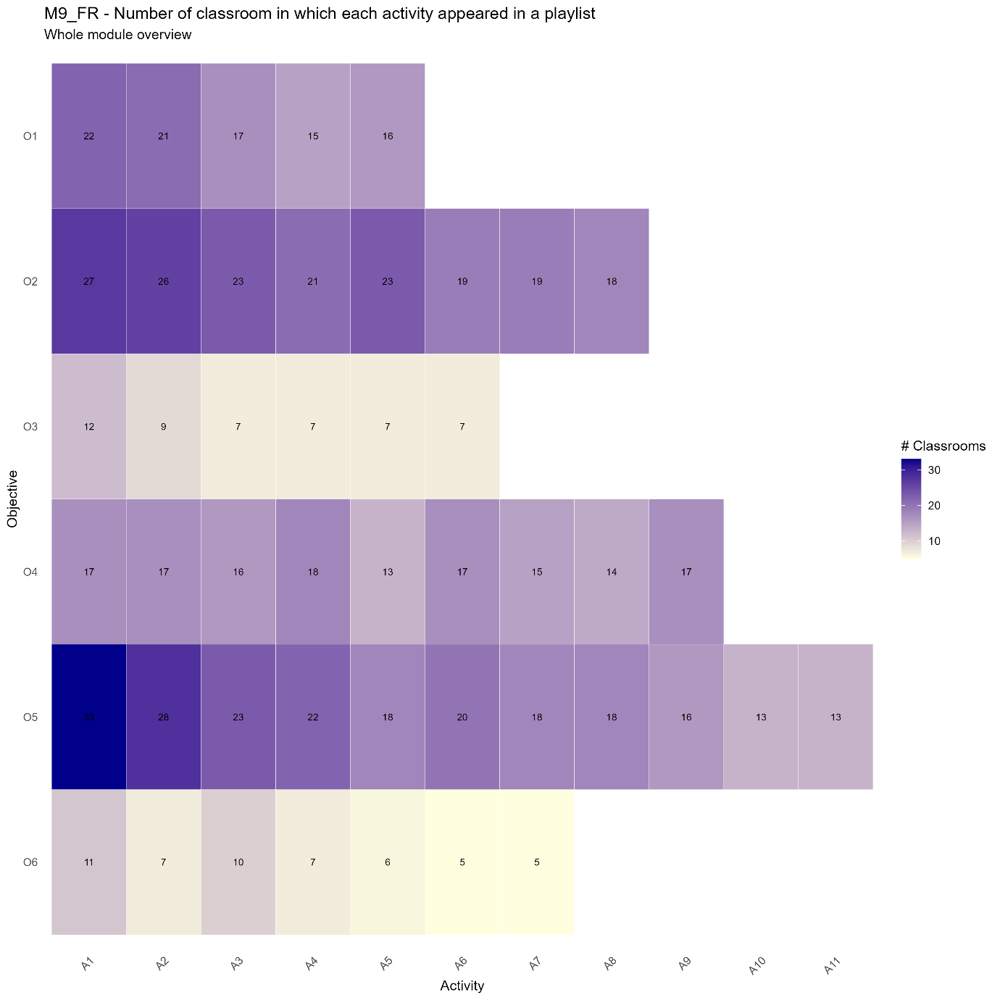 M9_FR - Number of classroom in which each activity appeared in a playlist
Whole module overview
O1 22 21 17 15 16
O2 27 26 23 21 23 19 19 18
O3 12 9 7 7 7 7
O4 17 17 16 18 13 17 15 14 17
O5 33 28 23 22 18 20 18 18 16 13 13
O6 11 7 10 7 6 5 5
A1 A2 A3 A4 A5 A6 A7 A8 A9 A10 A11
Activity
Objective
# Classrooms
30
20
10